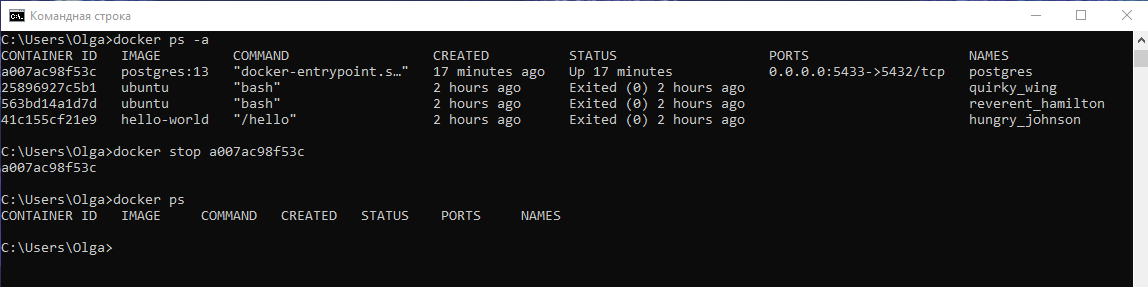 Командная строка
C:\Users\Olga>docker ps -a
CONTAINER ID   IMAGE         COMMAND                  CREATED          STATUS                   PORTS                    NAMES
a007ac98f53c   postgres:13   "docker-entrypoint.s…"   17 minutes ago   Up 17 minutes            0.0.0.0:5433->5432/tcp   postgres
25896927c5b1   ubuntu        "bash"                   2 hours ago      Exited (0) 2 hours ago                            quirky_wing
563bd14a1d7d   ubuntu        "bash"                   2 hours ago      Exited (0) 2 hours ago                            reverent_hamilton
41c155cf21e9   hello-world   "/hello"                 2 hours ago      Exited (0) 2 hours ago                            hungry_johnson
C:\Users\Olga>docker stop a007ac98f53c
a007ac98f53c
C:\Users\Olga>docker ps
CONTAINER ID   IMAGE     COMMAND   CREATED   STATUS    PORTS     NAMES
C:\Users\Olga>